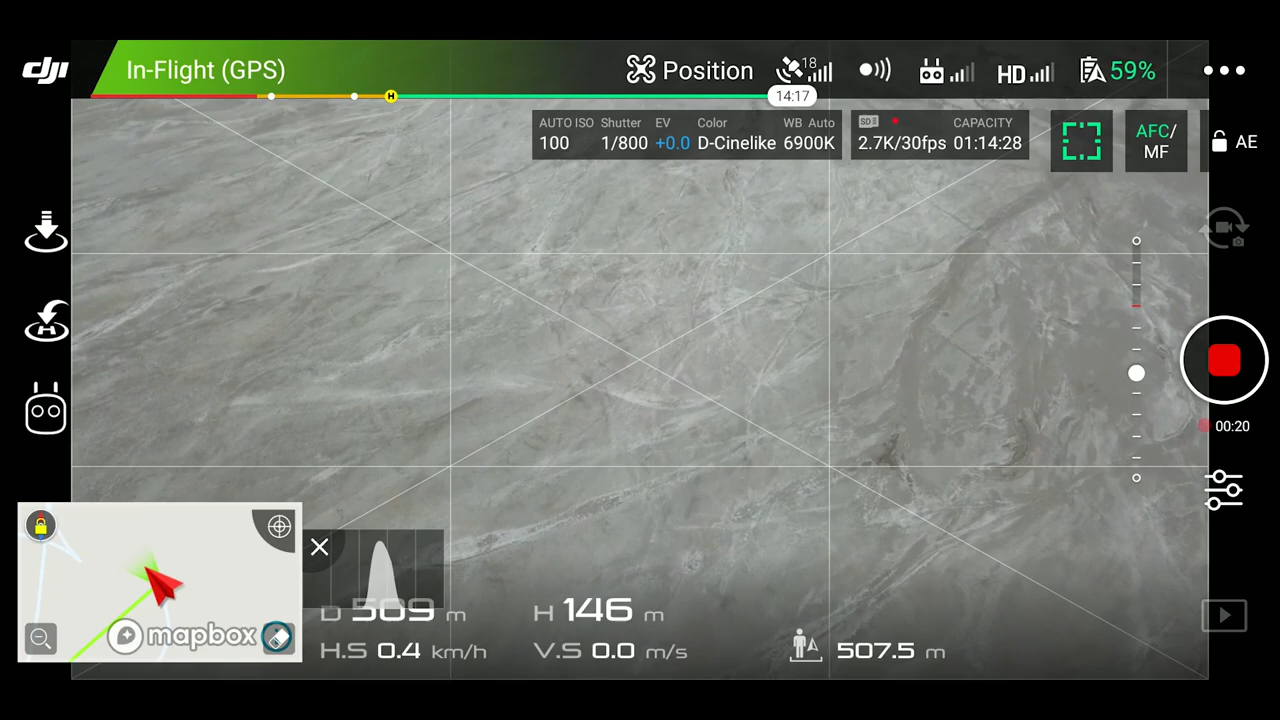 dji In-Flight (GPS) Position 18 HD 59%
H 14:17
AUTO ISO Shutter EV Color WB Auto SD CAPACITY
100 1/800 +0.0 D-Cinelike 6900K 2.7K/30fps 01:14:28
AFC/
MF
AE
H
00:20
mapbox
D 509 m H 146 m
H.S 0.4 km/h V.S 0.0 m/s 507.5 m